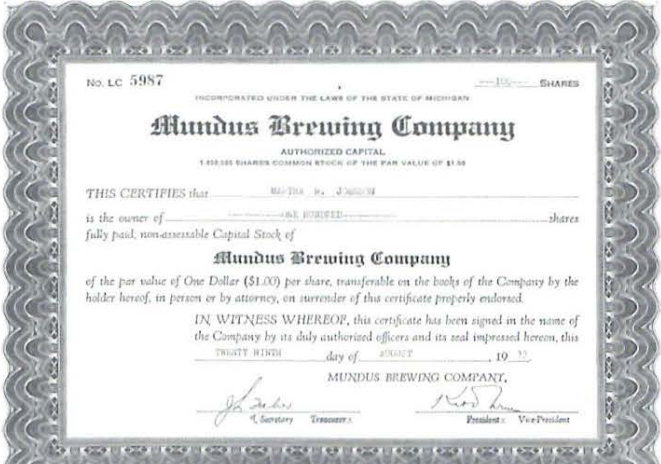 No. LC 5987 ---100--- SHARES
INCORPORATED UNDER THE LAWS OF THE STATE OF MICHIGAN
Mundus Brewing Company
AUTHORIZED CAPITAL
SHARES COMMON STOCK OF THE PAR VALUE OF $1.00
THIS CERTIFIES that
is the owner of ---ONE HUNDRED--- shares
fully paid, non-assessable Capital Stock of
Mundus Brewing Company
of the par value of One Dollar ($1.00) per share, transferable on the books of the Company by the
holder hereof, in person or by attorney, on surrender of this certificate properly endorsed.
IN WITNESS WHEREOF, this certificate has been signed in the name of
the Company by its duly authorized officers and its seal impressed hereon, this
TWENTY NINTH day of AUGUST, 19
MUNDUS BREWING COMPANY,
Secretary Treasurer. President. Vice-President